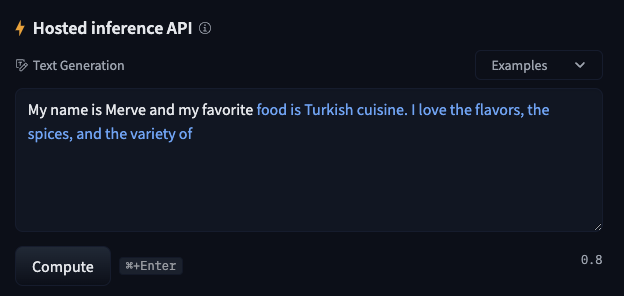 Hosted inference API
Text Generation
Examples
My name is Merve and my favorite food is Turkish cuisine. I love the flavors, the
spices, and the variety of
Compute
⌘+Enter
0.8